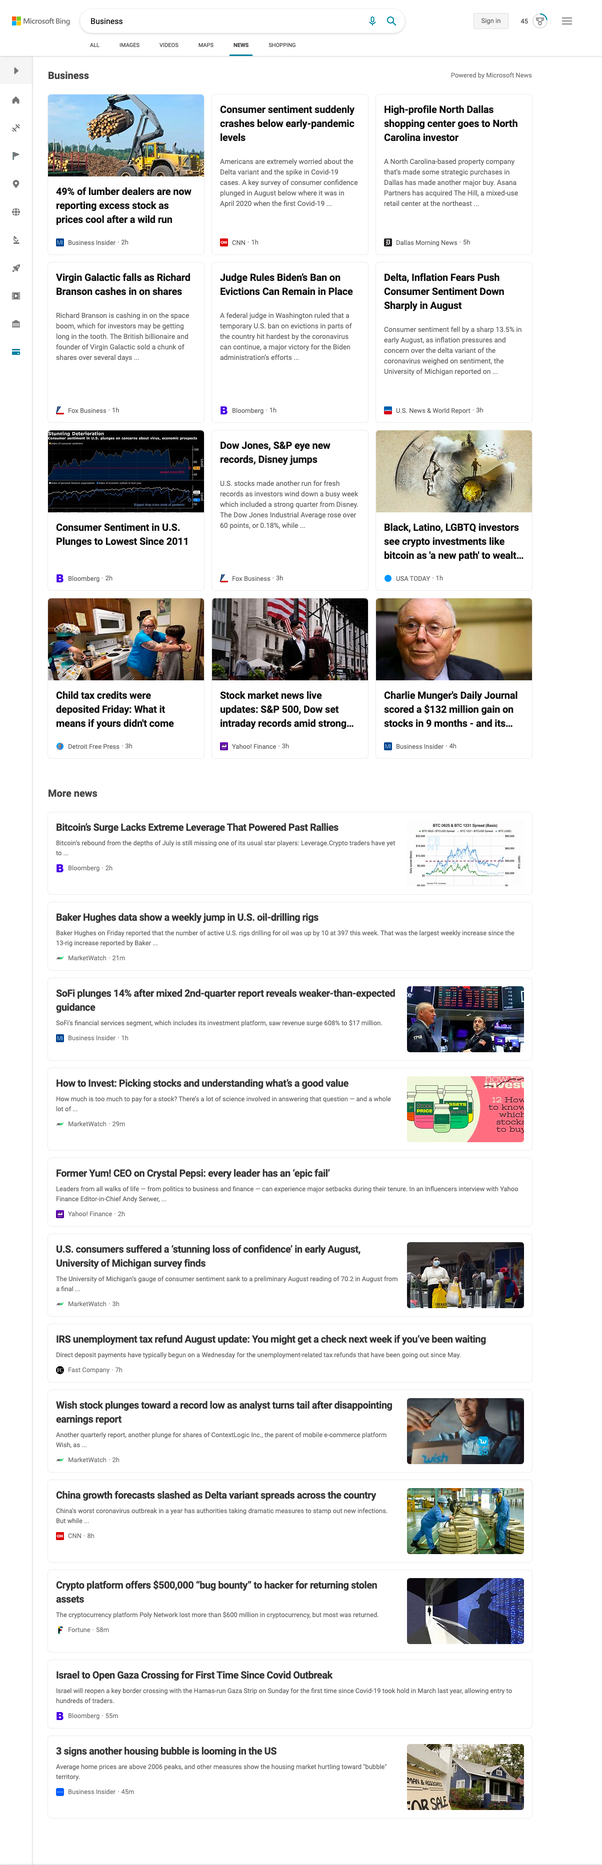 Microsoft Bing
Business
Sign in
45
ALL
IMAGES
VIDEOS
MAPS
NEWS
SHOPPING
Business
Powered by Microsoft News
49% of lumber dealers are now
reporting excess stock as
prices cool after a wild run
Business Insider · 2h
Consumer sentiment suddenly
crashes below early-pandemic
levels
Americans are extremely worried about the
Delta variant and the spike in Covid-19
cases. A key survey of consumer confidence
plunged in August below where it was in
April 2020 when the first Covid-19 ...
CNN · 1h
High-profile North Dallas
shopping center goes to North
Carolina investor
A North Carolina-based property company
that's made some strategic purchases in
Dallas has made another major buy. Asana
Partners has acquired The Hill, a mixed-use
retail center at the northeast ...
Dallas Morning News · 5h
Virgin Galactic falls as Richard
Branson cashes in on shares
Richard Branson is cashing in on the space
boom, which for investors may be getting
long in the tooth. The British billionaire and
founder of Virgin Galactic sold a chunk of
shares over several days ...
Fox Business · 1h
Judge Rules Biden's Ban on
Evictions Can Remain in Place
A federal judge in Washington ruled that a
temporary U.S. ban on evictions in parts of
the country hit hardest by the coronavirus
can continue, a major victory for the Biden
administration's efforts ...
Bloomberg · 1h
Delta, Inflation Fears Push
Consumer Sentiment Down
Sharply in August
Consumer sentiment fell by a sharp 13.5% in
early August, as inflation pressures and
concern over the delta variant of the
coronavirus weighed on sentiment, the
University of Michigan reported on ...
U.S. News & World Report · 3h
Stunning Deterioration
Consumer sentiment in U.S. plunges on concerns about virus, economic prospects
Consumer Sentiment in U.S.
Plunges to Lowest Since 2011
Bloomberg · 2h
Dow Jones, S&P eye new
records, Disney jumps
U.S. stocks made another run for fresh
records as investors wind down a busy week
which included a strong quarter from Disney.
The Dow Jones Industrial Average rose over
60 points, or 0.18%, while ...
Fox Business · 3h
Black, Latino, LGBTQ investors
see crypto investments like
bitcoin as 'a new path' to wealt...
USA TODAY · 1h
Child tax credits were
deposited Friday: What it
means if yours didn't come
Detroit Free Press · 3h
Stock market news live
updates: S&P 500, Dow set
intraday records amid strong...
Yahoo! Finance · 3h
Charlie Munger's Daily Journal
scored a $132 million gain on
stocks in 9 months - and its...
Business Insider · 4h
More news
Bitcoin's Surge Lacks Extreme Leverage That Powered Past Rallies
Bitcoin's rebound from the depths of July is still missing one of its usual star players: Leverage.Crypto traders have yet
to ...
Bloomberg · 2h
BTC 0625 & BTC 1231 Spread (Basis)
Baker Hughes data show a weekly jump in U.S. oil-drilling rigs
Baker Hughes on Friday reported that the number of active U.S. rigs drilling for oil was up by 10 at 397 this week. That was the largest weekly increase since the
13-rig increase reported by Baker ...
MarketWatch · 21m
SoFi plunges 14% after mixed 2nd-quarter report reveals weaker-than-expected
guidance
SoFi's financial services segment, which includes its investment platform, saw revenue surge 608% to $17 million.
Business Insider · 1h
How to Invest: Picking stocks and understanding what's a good value
How much is too much to pay for a stock? There's a lot of science involved in answering that question — and a whole
lot of ...
MarketWatch · 29m
STOCK
PRICE
ASSETS
how to
invest
12 How
to know
which
stocks
to buy
Former Yum! CEO on Crystal Pepsi: every leader has an 'epic fail'
Leaders from all walks of life — from politics to business and finance — can experience major setbacks during their tenure. In an Influencers interview with Yahoo
Finance Editor-in-Chief Andy Serwer, ...
Yahoo! Finance · 2h
U.S. consumers suffered a 'stunning loss of confidence' in early August,
University of Michigan survey finds
The University of Michigan's gauge of consumer sentiment sank to a preliminary August reading of 70.2 in August from
a final ...
MarketWatch · 3h
IRS unemployment tax refund August update: You might get a check next week if you've been waiting
Direct deposit payments have typically begun on a Wednesday for the unemployment-related tax refunds that have been going out since May.
Fast Company · 7h
Wish stock plunges toward a record low as analyst turns tail after disappointing
earnings report
Another quarterly report, another plunge for shares of ContextLogic Inc., the parent of mobile e-commerce platform
Wish, as ...
MarketWatch · 2h
wish
China growth forecasts slashed as Delta variant spreads across the country
China's worst coronavirus outbreak in a year has authorities taking dramatic measures to stamp out new infections.
But while ...
CNN · 8h
Crypto platform offers $500,000 "bug bounty" to hacker for returning stolen
assets
The cryptocurrency platform Poly Network lost more than $600 million in cryptocurrency, but most was returned.
Fortune · 58m
Israel to Open Gaza Crossing for First Time Since Covid Outbreak
Israel will reopen a key border crossing with the Hamas-run Gaza Strip on Sunday for the first time since Covid-19 took hold in March last year, allowing entry to
hundreds of traders.
Bloomberg · 55m
3 signs another housing bubble is looming in the US
Average home prices are above 2006 peaks, and other measures show the housing market hurtling toward "bubble"
territory.
Business Insider · 45m
FOR SALE